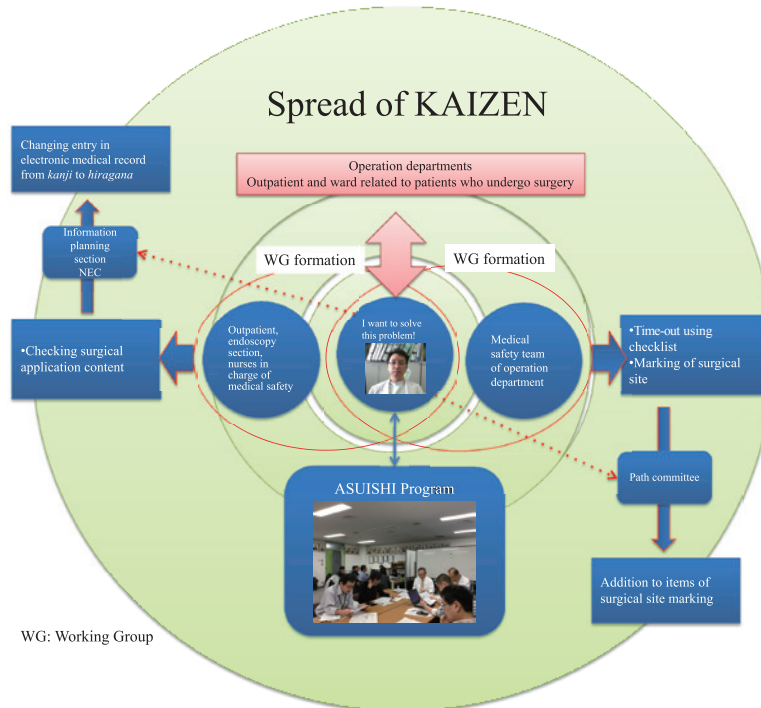 Spread of KAIZEN
Changing entry in
electronic medical record
from kanji to hiragana
Operation departments
Outpatient and ward related to patients who undergo surgery
Information
planning
section
NEC
WG formation
WG formation
•Checking surgical
application content
Outpatient,
endoscopy
section,
nurses in
charge of
medical safety
I want to solve
this problem!
Medical
safety team
of operation
department
•Time-out using
checklist
•Marking of surgical
site
Path committee
ASUISHI Program
Addition to items of
surgical site marking
WG: Working Group